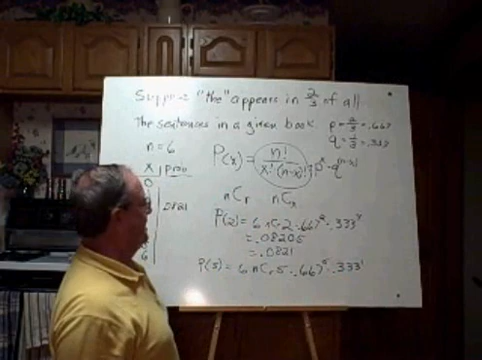 Suppose "the" appears in 2/3 of all
The sentences in a given book. p = 2/3 = .667
q = 1/3 = .333
n = 6
x | prob
0
P(x) = n!/x!(n-x)! · p^x · q^(n-x)
.0821
nCr nCx
P(2) = 6 nCr 2 · .667^2 · .333^4
= .08205
= .0821
6
P(5) = 6 nCr 5 · .667^5 · .333^1